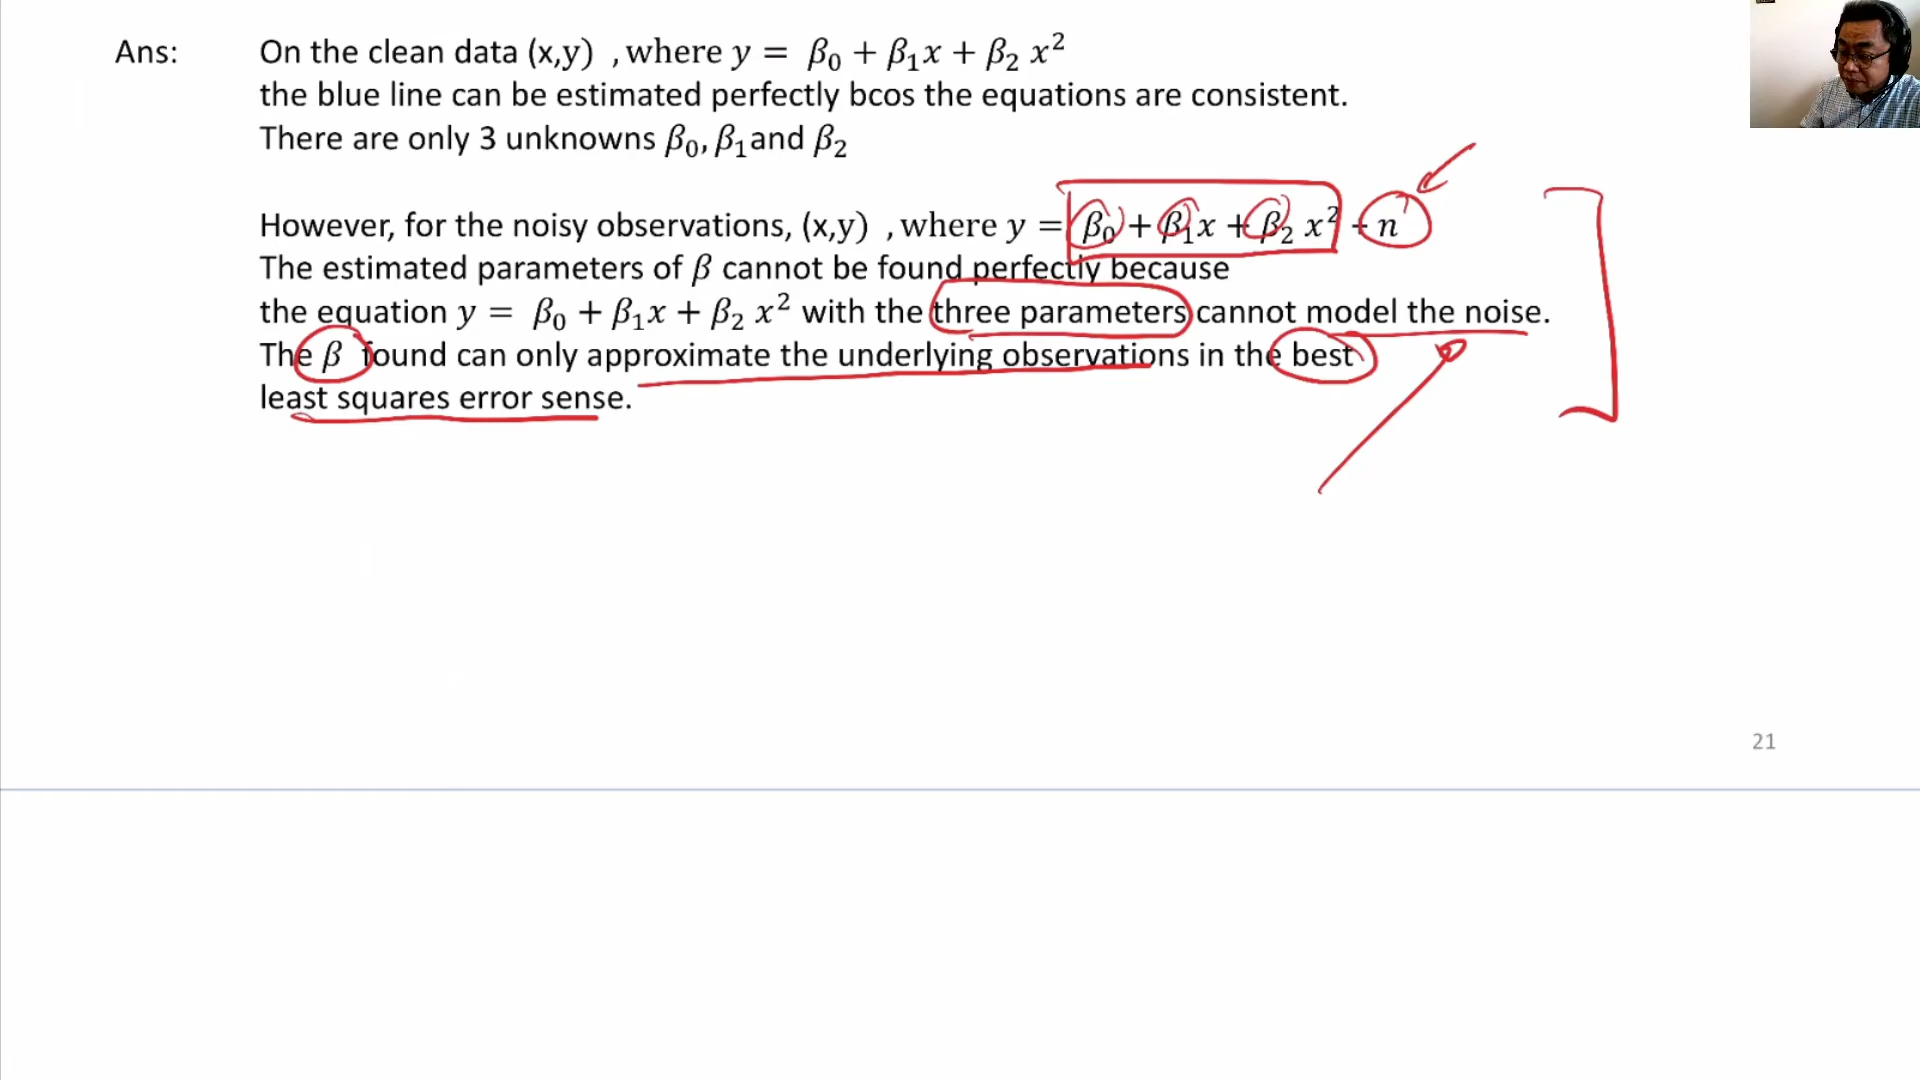 Ans: On the clean data (x,y) , where y = β₀ + β₁x + β₂ x²
the blue line can be estimated perfectly bcos the equations are consistent.
There are only 3 unknowns β₀, β₁and β₂
However, for the noisy observations, (x,y) , where y = β₀ + β₁x + β₂ x² + n
The estimated parameters of β cannot be found perfectly because
the equation y = β₀ + β₁x + β₂ x² with the three parameters cannot model the noise.
The β found can only approximate the underlying observations in the best
least squares error sense.
21